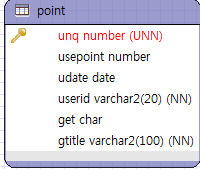 point
unq number (UNN)
usepoint number
udate date
userid varchar2(20) (NN)
get char
gtitle varchar2(100) (NN)